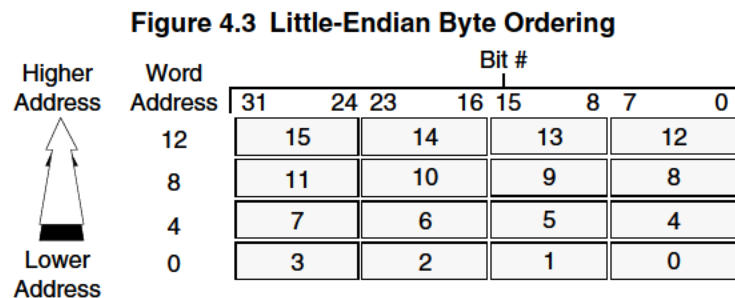 Figure 4.3 Little-Endian Byte Ordering
Bit #
Higher Address
Word Address
31 24 23 16 15 8 7 0
12 15 14 13 12
8 11 10 9 8
4 7 6 5 4
0 3 2 1 0
Lower Address